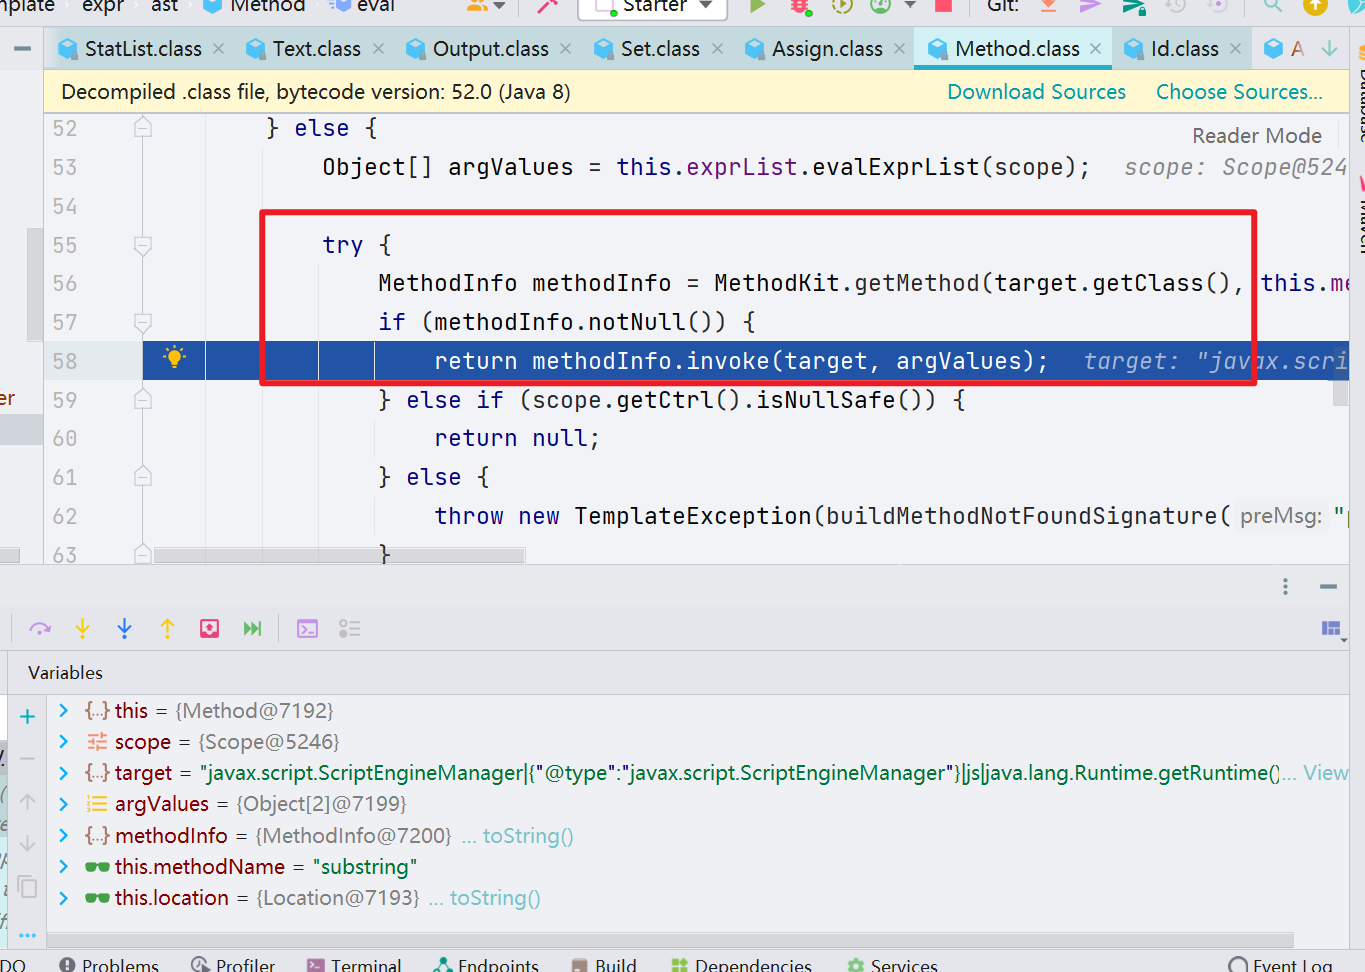 expr ast Method eval Starter Git:
StatList.class Text.class Output.class Set.class Assign.class Method.class Id.class A
Decompiled .class file, bytecode version: 52.0 (Java 8) Download Sources Choose Sources...
Reader Mode
52 } else {
53 Object[] argValues = this.exprList.evalExprList(scope); scope: Scope@524
54
55 try {
56 MethodInfo methodInfo = MethodKit.getMethod(target.getClass(), this.me
57 if (methodInfo.notNull()) {
58 return methodInfo.invoke(target, argValues); target: "javax.scri
59 } else if (scope.getCtrl().isNullSafe()) {
60 return null;
61 } else {
62 throw new TemplateException(buildMethodNotFoundSignature( preMsg: "
63 }
er
Variables
this = {Method@7192}
scope = {Scope@5246}
target = "javax.script.ScriptEngineManager|{"@type":"javax.script.ScriptEngineManager"}|js|java.lang.Runtime.getRuntime()... View
argValues = {Object[2]@7199}
methodInfo = {MethodInfo@7200} ... toString()
this.methodName = "substring"
this.location = {Location@7193} ... toString()
Problems Profiler Terminal Endpoints Build Dependencies Services Event Log